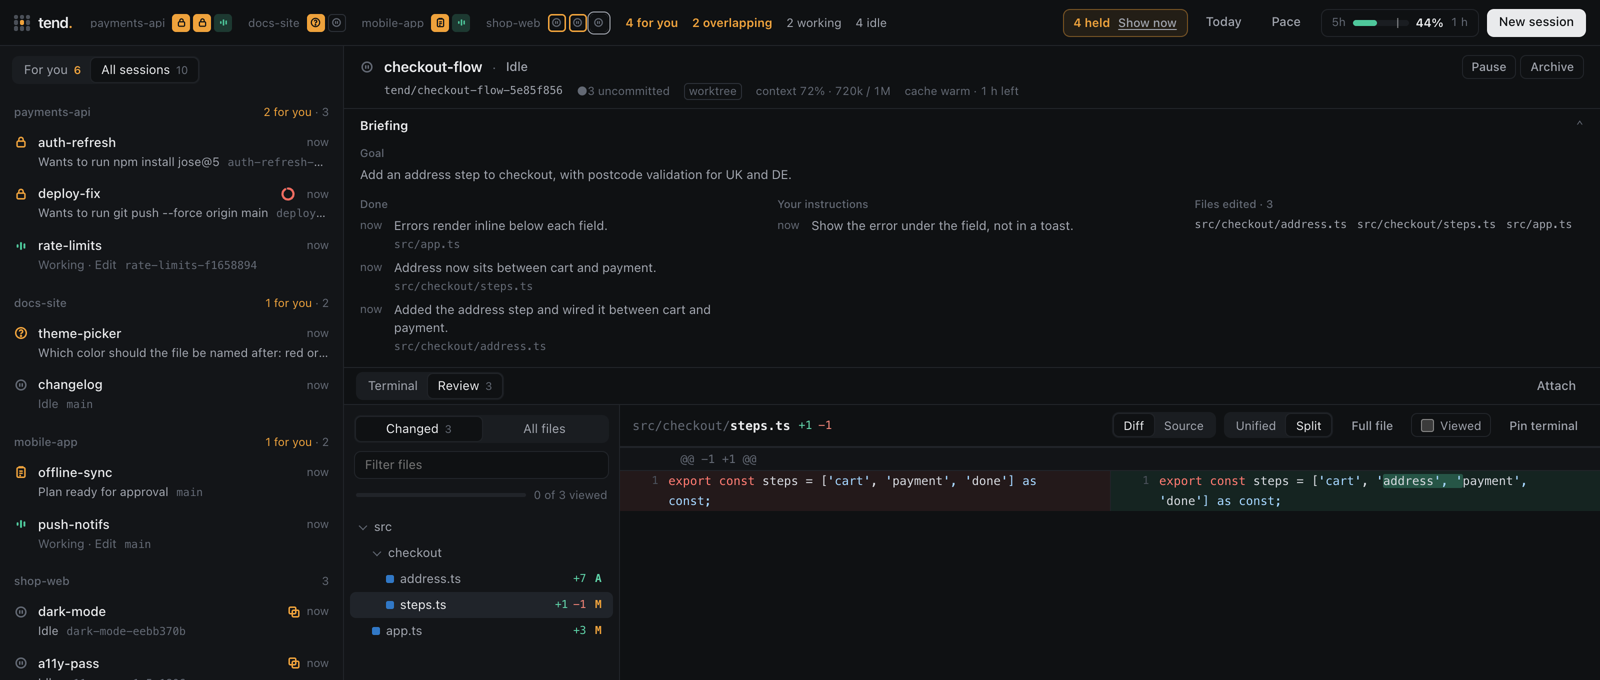 tend. payments-api docs-site mobile-app shop-web 4 for you 2 overlapping 2 working 4 idle 4 held Show now Today Pace 5h 44% 1 h New session
For you 6 All sessions 10
payments-api 2 for you · 3
auth-refresh now
Wants to run npm install jose@5 auth-refresh-…
deploy-fix now
Wants to run git push --force origin main deploy…
rate-limits now
Working · Edit rate-limits-f1658894
docs-site 1 for you · 2
theme-picker now
Which color should the file be named after: red or…
changelog now
Idle main
mobile-app 1 for you · 2
offline-sync now
Plan ready for approval main
push-notifs now
Working · Edit main
shop-web 3
dark-mode now
Idle dark-mode-eebb370b
a11y-pass now
checkout-flow · Idle Pause Archive
tend/checkout-flow-5e85f856 3 uncommitted worktree context 72% · 720k / 1M cache warm · 1 h left
Briefing
Goal
Add an address step to checkout, with postcode validation for UK and DE.
Done
now Errors render inline below each field.
src/app.ts
now Address now sits between cart and payment.
src/checkout/steps.ts
now Added the address step and wired it between cart and
payment.
src/checkout/address.ts
Your instructions
now Show the error under the field, not in a toast.
Files edited · 3
src/checkout/address.ts src/checkout/steps.ts src/app.ts
Terminal Review 3 Attach
Changed 3 All files
Filter files
0 of 3 viewed
src
checkout
address.ts +7 A
steps.ts +1 −1 M
app.ts +3 M
src/checkout/steps.ts +1 −1 Diff Source Unified Split Full file Viewed Pin terminal
@@ −1 +1 @@
1 export const steps = ['cart', 'payment', 'done'] as
const;
1 export const steps = ['cart', 'address', 'payment',
'done'] as const;